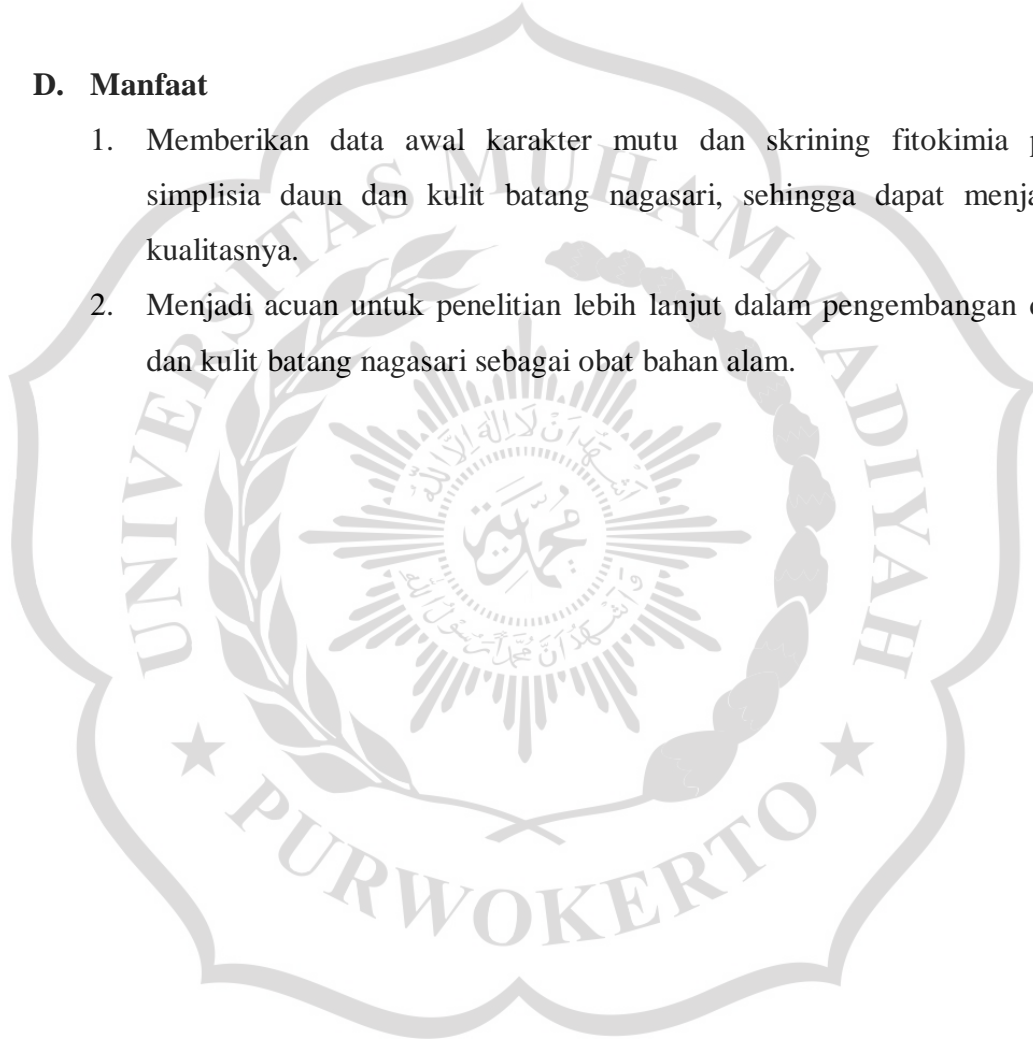 D. Manfaat
1. Memberikan data awal karakter mutu dan skrining fitokimia
simplisia daun dan kulit batang nagasari, sehingga dapat
kualitasnya.
2. Menjadi acuan untuk penelitian lebih lanjut dalam pengembangan
dan kulit batang nagasari sebagai obat bahan alam.
UNIVERSITAS MUHAMMADIYAH
PURWOKERTO